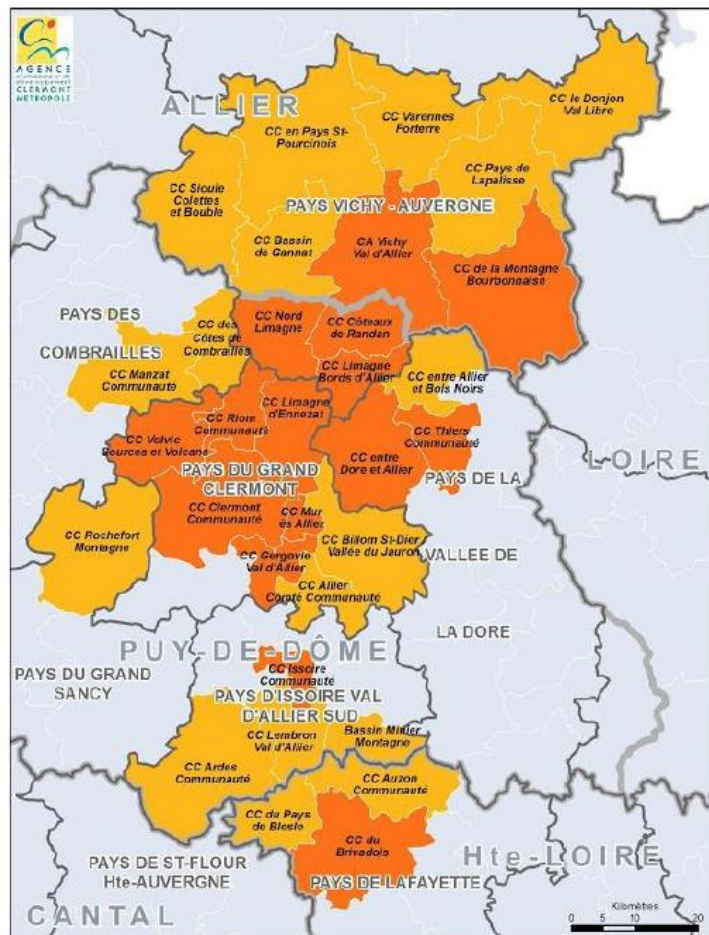 AGENCE
CLERMONT
METROPOLE
ALLIER
CC le Donjon
Val Libre
CC Varennes
Forterre
CC en Pays St-
Pourcinois
CC Pays de
Lapalisse
CC Sioule
Colettes
et Bouble
PAYS VICHY - AUVERGNE
CC Bassin
de Gannat
CA Vichy
Val d'Allier
CC de la Montagne
Bourbonnaise
PAYS DES
COMBRAILLES
CC des
Côtes de
Combrailles
CC Nord
Limagne
CC Côteaux
de Randan
CC Manzat
Communauté
CC Limagne
Bords d'Allier
CC entre Allier
et Bois Noirs
CC Limagne
d'Ennezat
CC Riom
Communauté
CC Volvic
Sources et Volcans
CC Thiers
Communauté
LOIRE
CC entre
Dore et Allier
PAYS DU GRAND
CLERMONT
PAYS DE LA
VALLEE DE
LA DORE
CC Clermont
Communauté
CC Mur
ès Allier
CC Rochefort
Montagne
CC Billom St-Dier
Vallée du Jauron
CC Gergovie
Val d'Allier
CC Allier
Comté Communauté
PUY-DE-DÔME
PAYS DU GRAND
SANCY
CC Issoire
Communauté
PAYS D'ISSOIRE VAL
D'ALLIER SUD
CC Lembron
Val d'Allier
Bassin Minier
Montagne
CC Ardes
Communauté
CC Auzon
Communauté
CC du Pays
de Blesle
CC du
Brivadois
Hte-LOIRE
PAYS DE ST-FLOUR
Hte-AUVERGNE
PAYS DE LAFAYETTE
CANTAL
Kilomètres
0 5 10 20